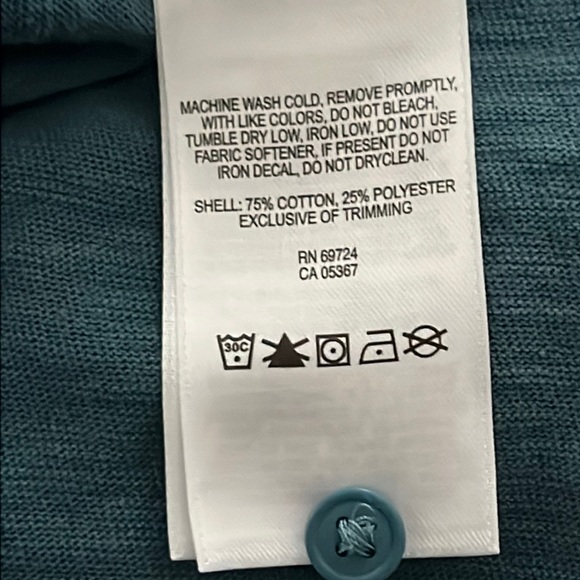 MACHINE WASH COLD, REMOVE PROMPTLY,
WITH LIKE COLORS, DO NOT BLEACH,
TUMBLE DRY LOW, IRON LOW, DO NOT USE
FABRIC SOFTENER, IF PRESENT DO NOT
IRON DECAL, DO NOT DRYCLEAN.
SHELL: 75% COTTON, 25% POLYESTER
EXCLUSIVE OF TRIMMING
RN 69724
CA 05367
30C